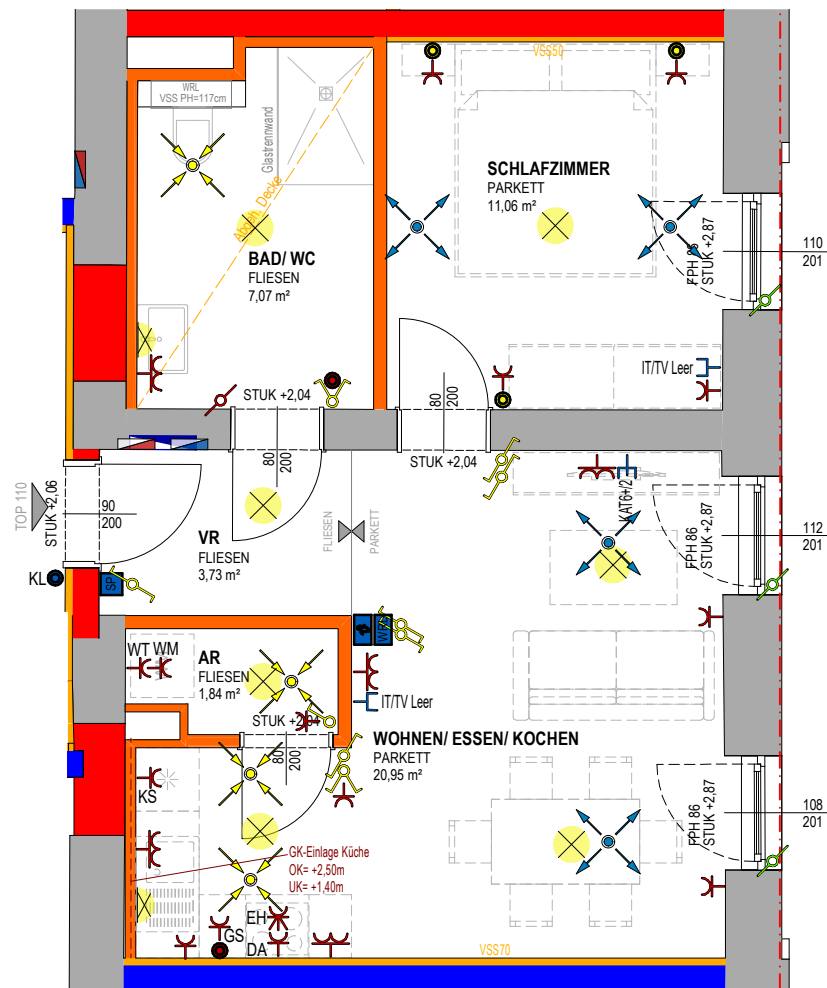 WRL
VSS PH=117cm
Glastrennwand
Abgeh. Decke
BAD/ WC
FLIESEN
7,07 m²
VSS50
SCHLAFZIMMER
PARKETT
11,06 m²
FPH 86
STUK +2,87
110
201
IT/TV Leer
STUK +2,04
80
200
80
200
STUK +2,04
TOP 110
STUK +2,06
90
200
KL
SP
VR
FLIESEN
3,73 m²
FLIESEN
PARKETT
KAT6+/2
FPH 86
STUK +2,87
112
201
WT
WM
AR
FLIESEN
1,84 m²
STUK +2,04
80
200
IT/TV Leer
WOHNEN/ ESSEN/ KOCHEN
PARKETT
20,95 m²
KS
GK-Einlage Küche
OK= +2,50m
UK= +1,40m
FPH 86
STUK +2,87
108
201
EH
GS
DA
VSS70